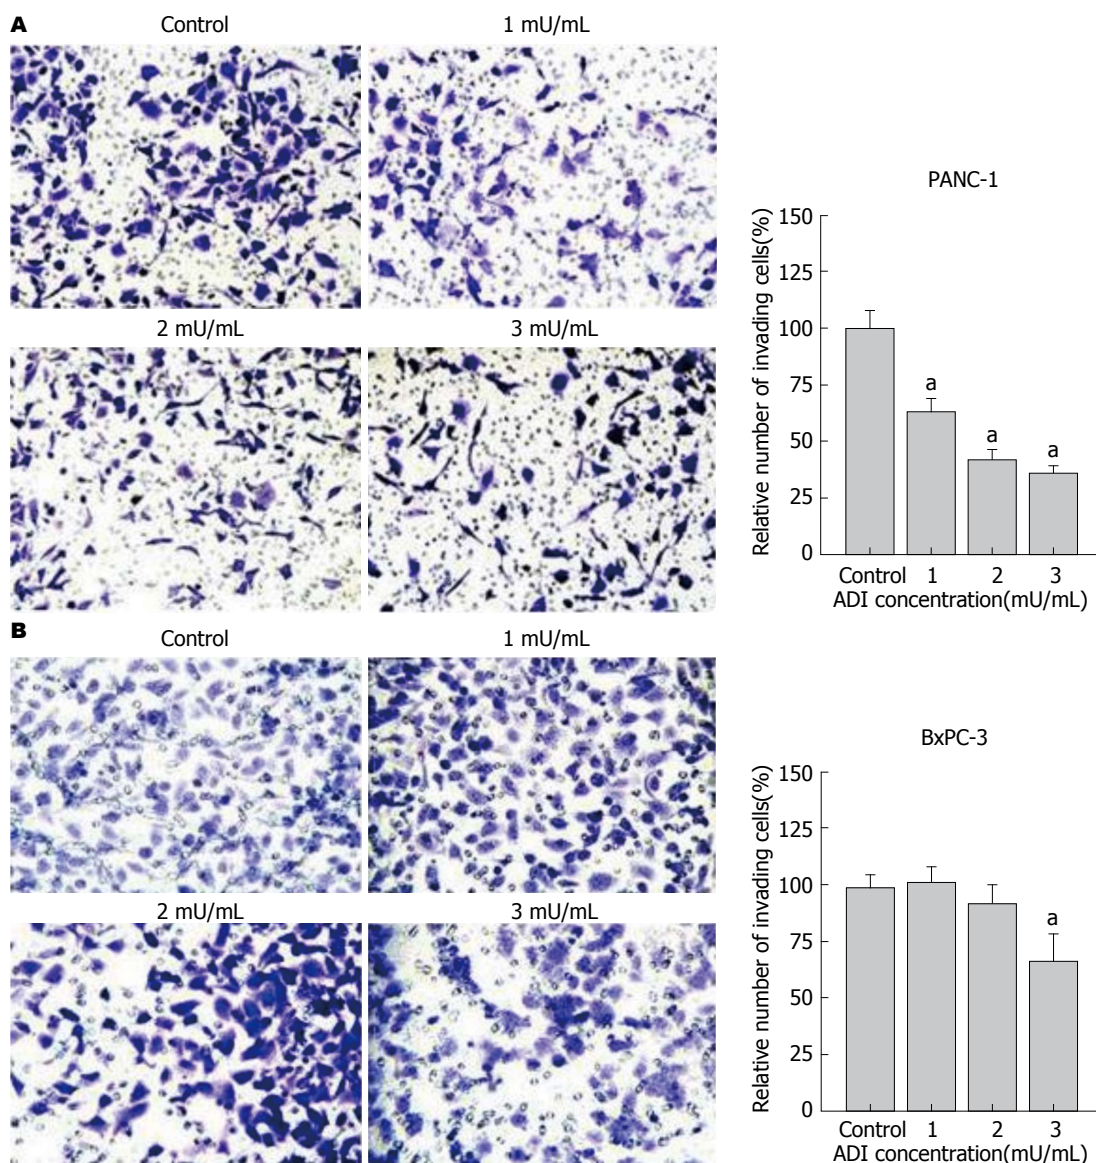 A
Control
1 mU/mL
2 mU/mL
3 mU/mL
PANC-1
Relative number of invading cells(%)
150
125
100
75
50
25
0
a
a
a
Control 1 2 3
ADI concentration(mU/mL)
B
Control
1 mU/mL
2 mU/mL
3 mU/mL
BxPC-3
Relative number of invading cells(%)
150
125
100
75
50
25
0
a
Control 1 2 3
ADI concentration(mU/mL)